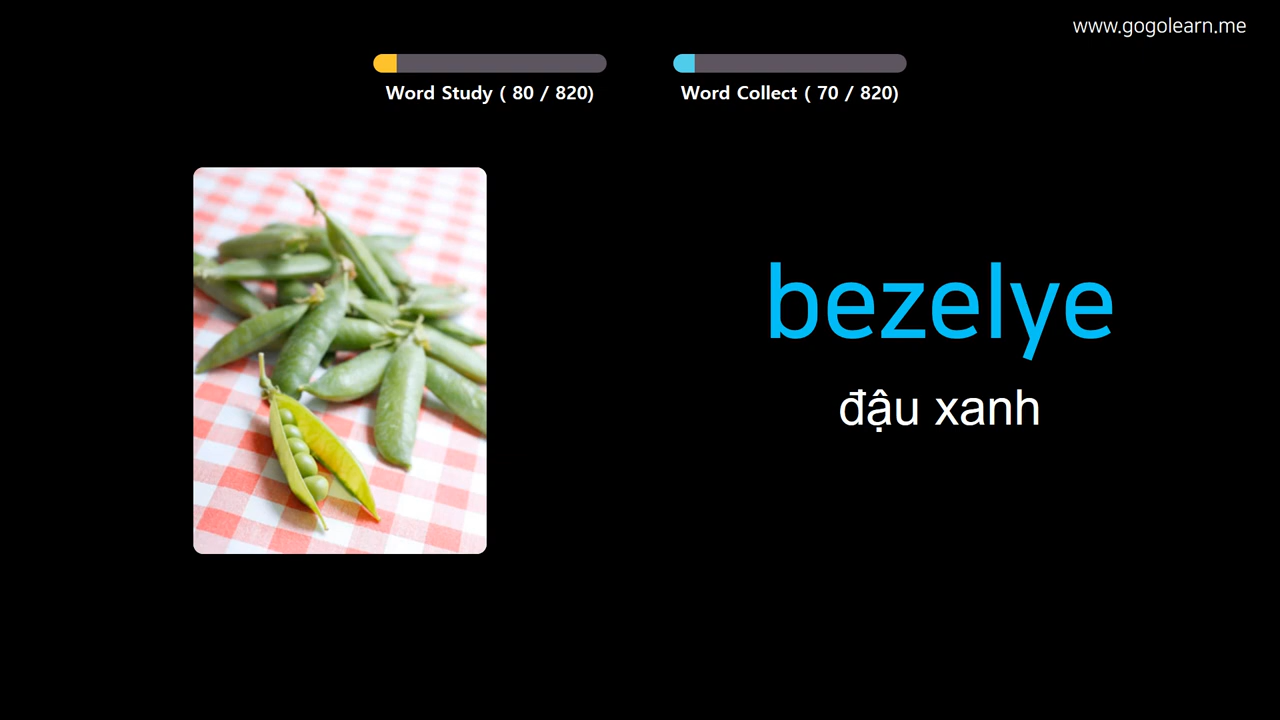 www.gogolearn.me
Word Study ( 80 / 820)
Word Collect ( 70 / 820)
bezelye
đậu xanh